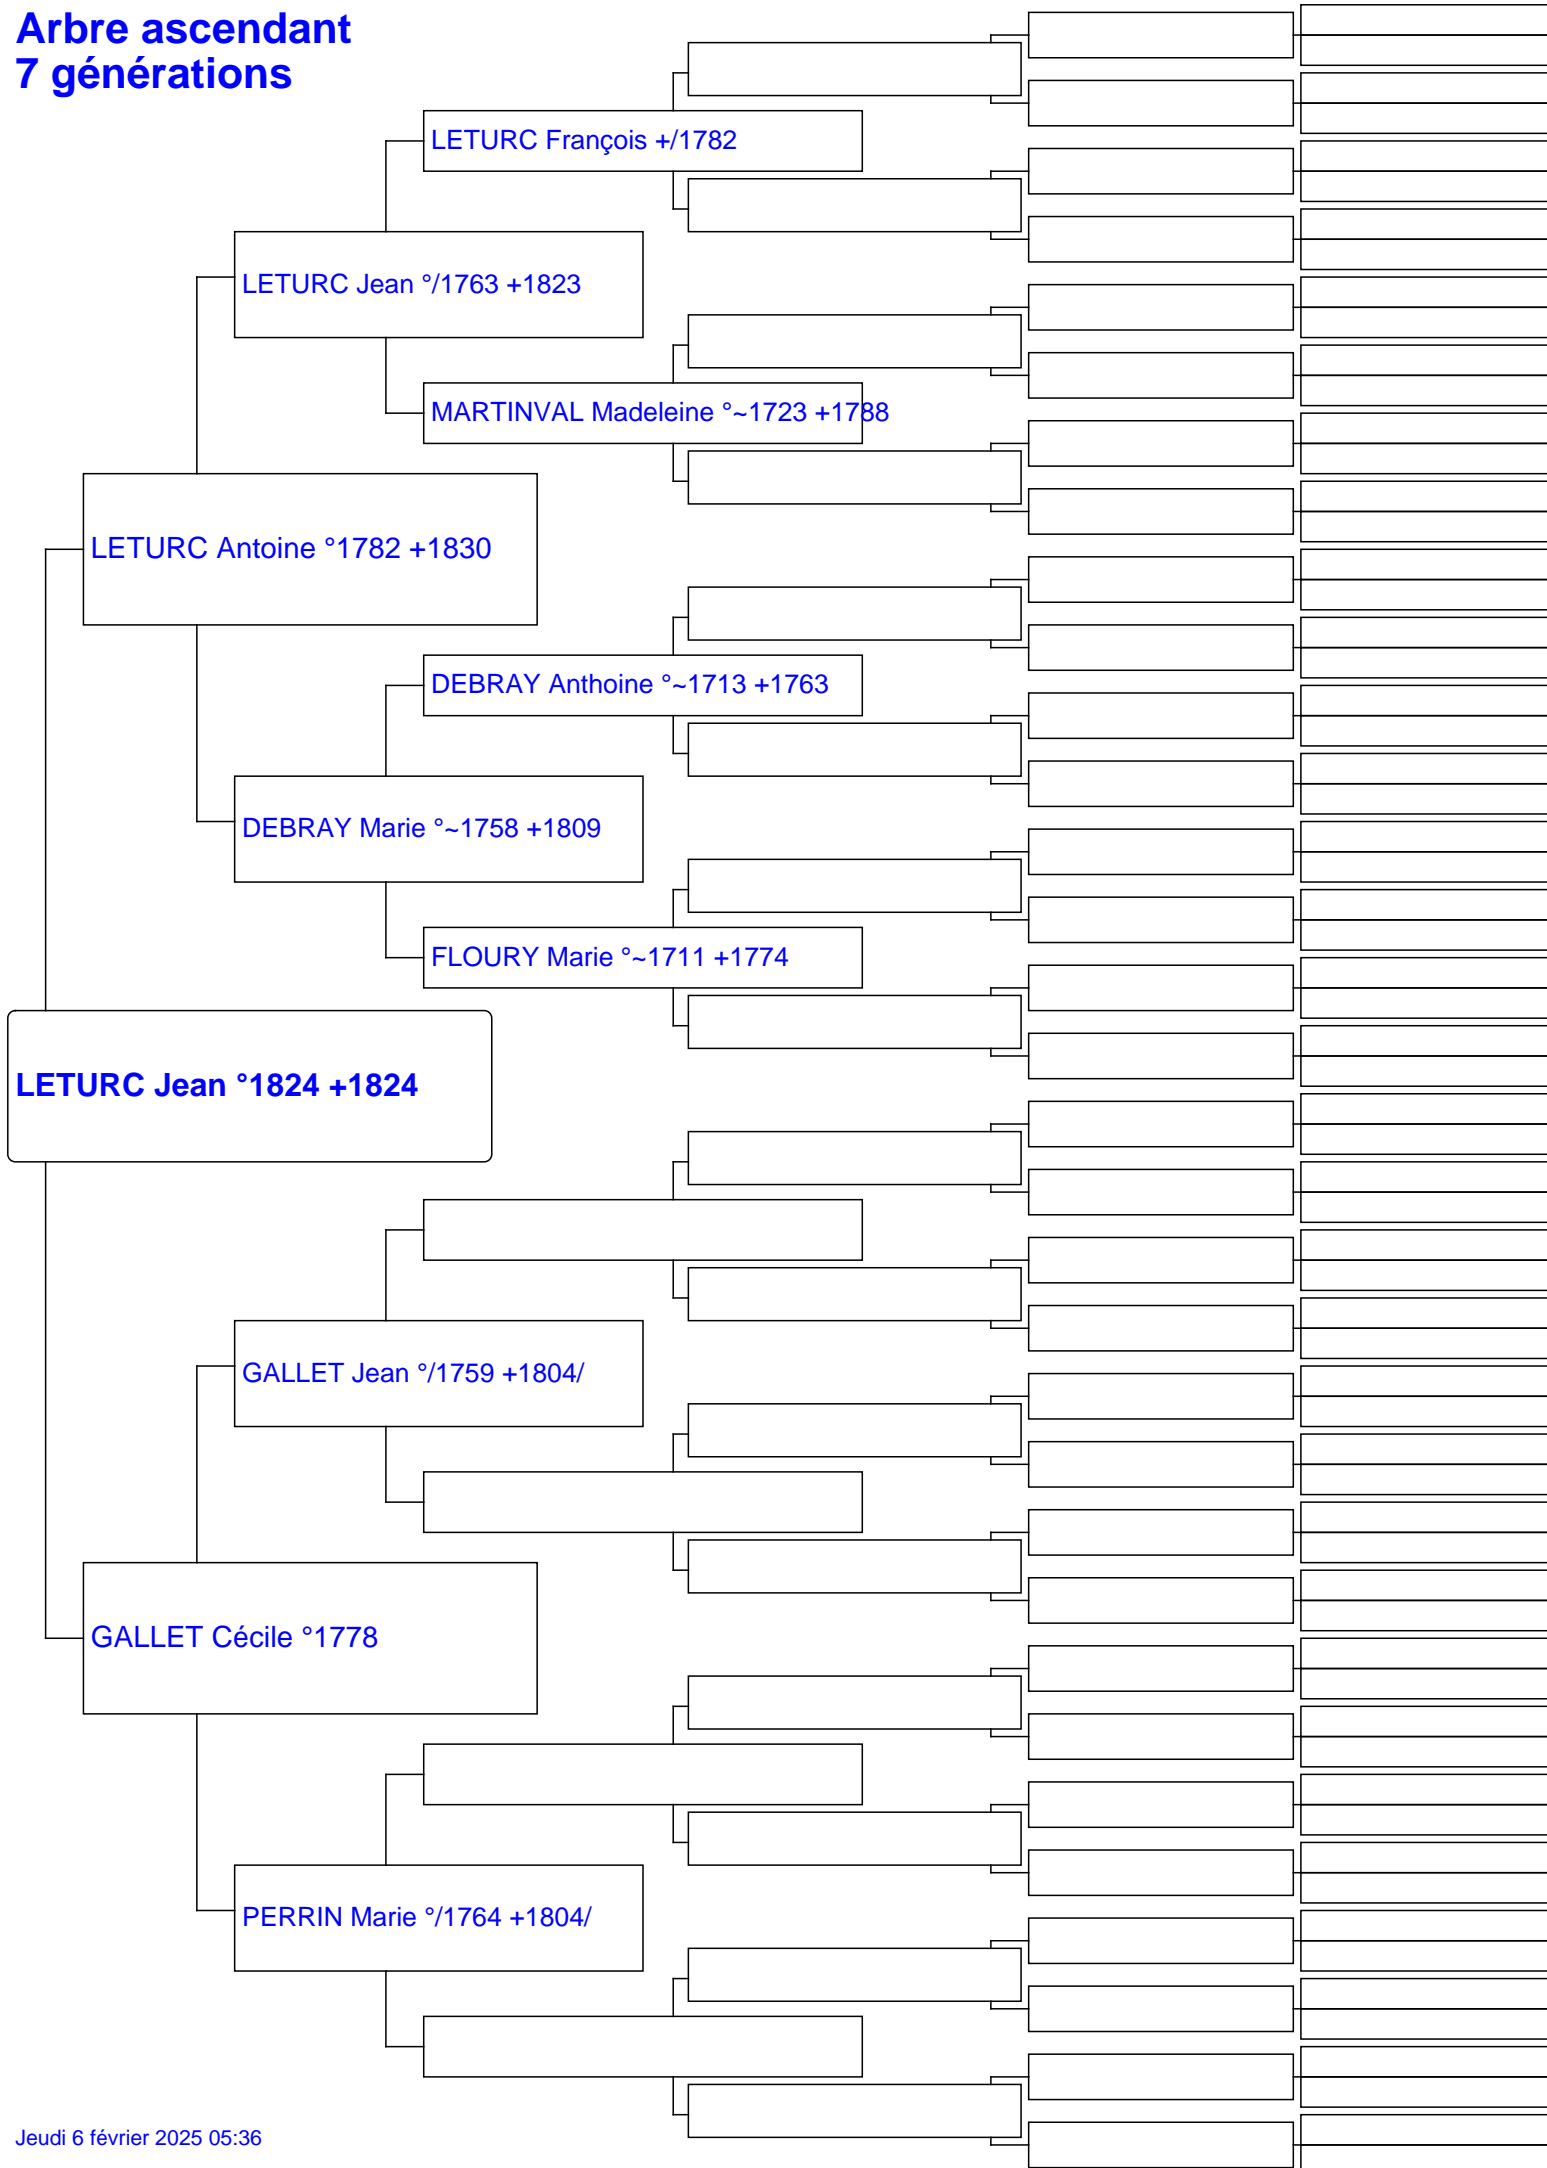 Arbre ascendant
7 générations
LETURC François +/1782
LETURC Jean °/1763 +1823
MARTINVAL Madeleine °~1723 +1788
LETURC Antoine °1782 +1830
DEBRAY Anthoine °~1713 +1763
DEBRAY Marie °~1758 +1809
FLOURY Marie °~1711 +1774
LETURC Jean °1824 +1824
GALLET Jean °/1759 +1804/
GALLET Cécile °1778
PERRIN Marie °/1764 +1804/
Jeudi 6 février 2025 05:36